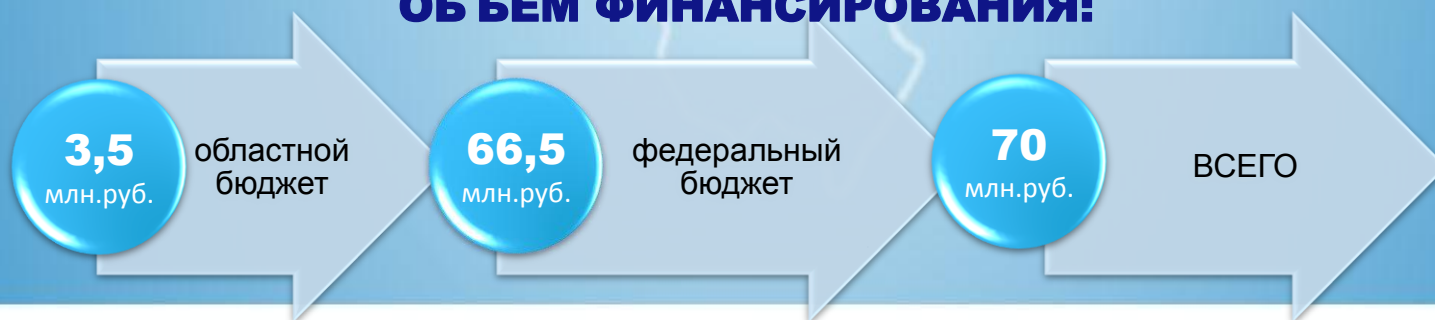 ОБЪЕМ ФИНАНСИРОВАНИЯ:
3,5
млн.руб.
областной
бюджет
66,5
млн.руб.
федеральный
бюджет
70
млн.руб.
ВСЕГО